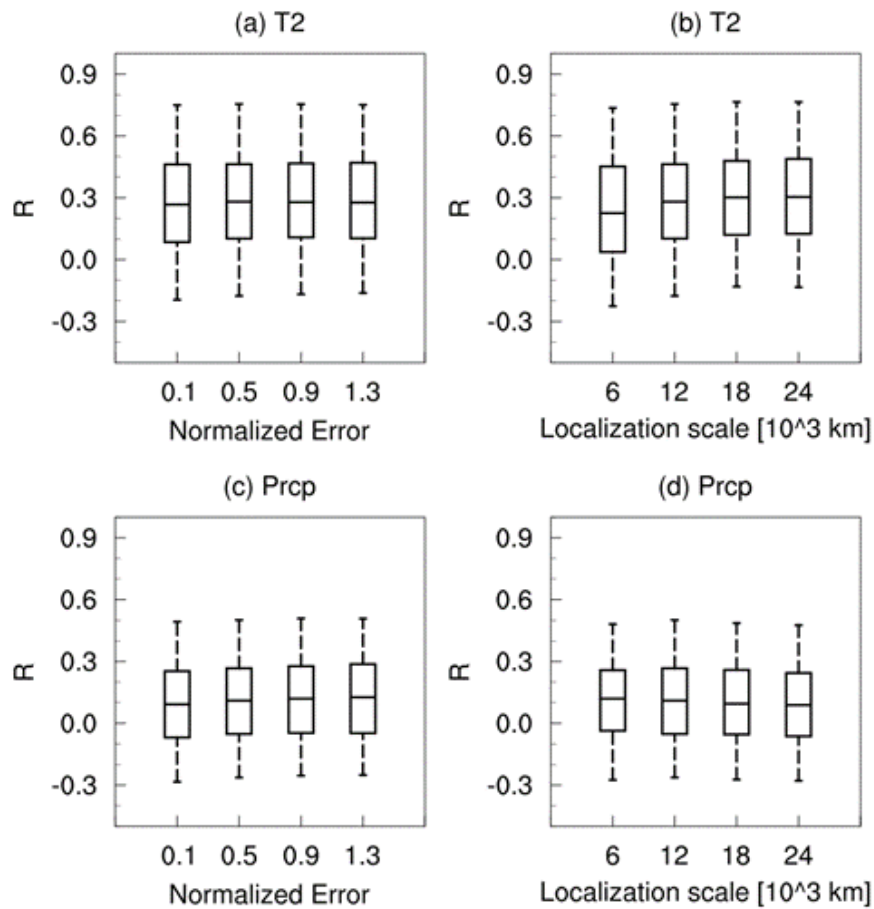 (a) T2
0.9
0.6
0.3
0.0
-0.3
R
0.1 0.5 0.9 1.3
Normalized Error
(b) T2
0.9
0.6
0.3
0.0
-0.3
R
6 12 18 24
Localization scale [10^3 km]
(c) Prcp
0.9
0.6
0.3
0.0
-0.3
R
0.1 0.5 0.9 1.3
Normalized Error
(d) Prcp
0.9
0.6
0.3
0.0
-0.3
R
6 12 18 24
Localization scale [10^3 km]